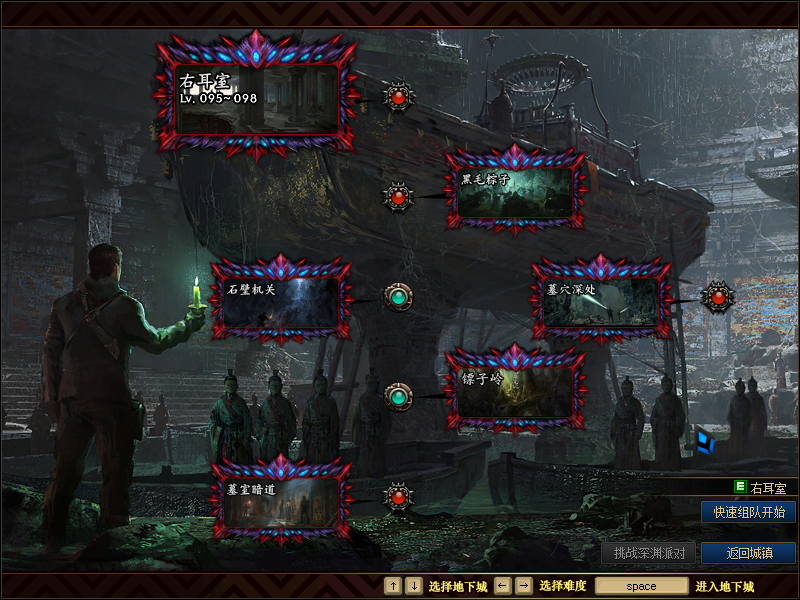 右耳室
Lv. 095~098
黑毛粽子
石壁机关
墓穴深处
镖子岭
墓室暗道
E 右耳室
快速组队开始
挑战深渊派对
返回城镇
↑ ↓ 选择地下城 ← → 选择难度 space 进入地下城